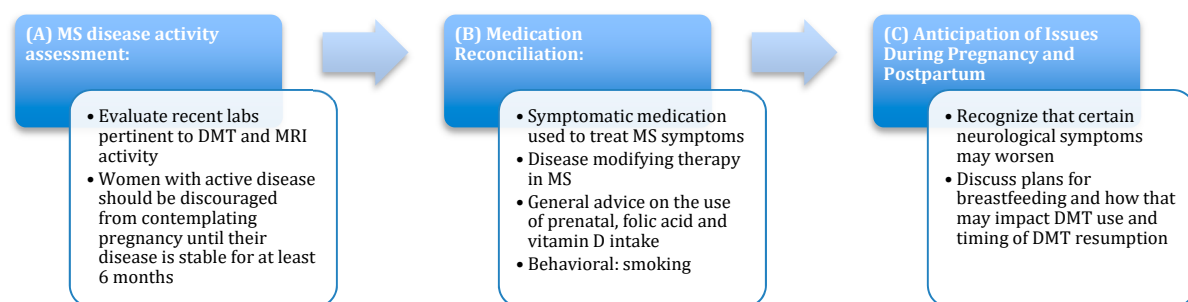 (A) MS disease activity
assessment:
• Evaluate recent labs
pertinent to DMT and MRI
activity
• Women with active disease
should be discouraged
from contemplating
pregnancy until their
disease is stable for at least
6 months
(B) Medication
Reconciliation:
• Symptomatic medication
used to treat MS symptoms
• Disease modifying therapy
in MS
• General advice on the use
of prenatal, folic acid and
vitamin D intake
• Behavioral: smoking
(C) Anticipation of Issues
During Pregnancy and
Postpartum
• Recognize that certain
neurological symptoms
may worsen
• Discuss plans for
breastfeeding and how that
may impact DMT use and
timing of DMT resumption